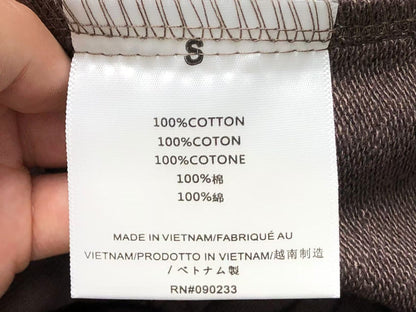 S
100%COTTON
100%COTON
100%COTONE
100%棉
100%綿
MADE IN VIETNAM/FABRIQUÉ AU
VIETNAM/PRODOTTO IN VIETNAM/越南制造
/ベトナム製
RN#090233